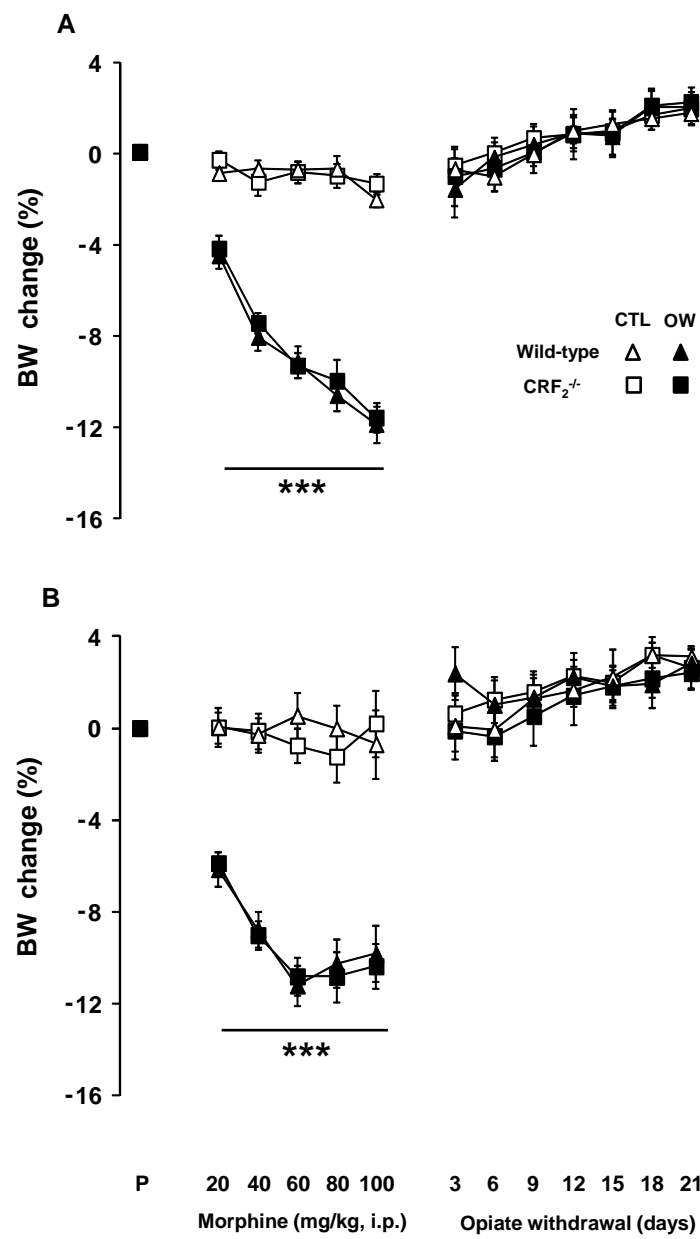 A
4
0
-4
-8
-12
-16
BW change (%)
CTL OW
Wild-type
CRF₂⁻/⁻
***
B
4
0
-4
-8
-12
-16
BW change (%)
***
P 20 40 60 80 100 3 6 9 12 15 18 21
Morphine (mg/kg, i.p.) Opiate withdrawal (days)